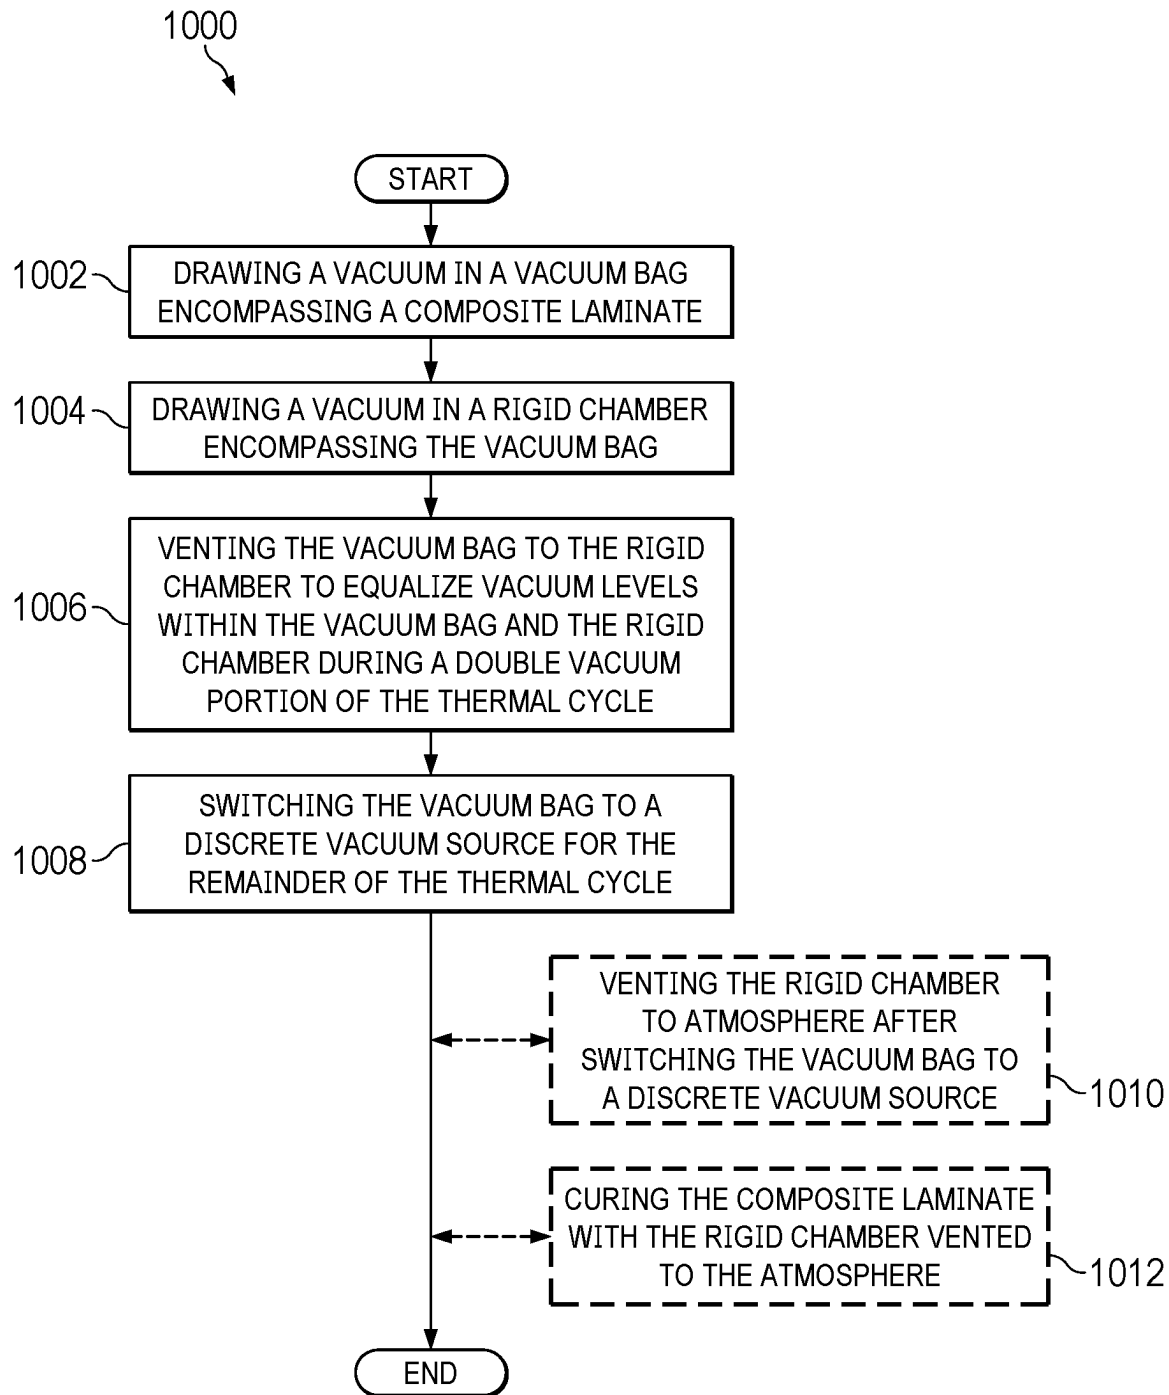 1000
START
1002
DRAWING A VACUUM IN A VACUUM BAG
ENCOMPASSING A COMPOSITE LAMINATE
1004
DRAWING A VACUUM IN A RIGID CHAMBER
ENCOMPASSING THE VACUUM BAG
1006
VENTING THE VACUUM BAG TO THE RIGID
CHAMBER TO EQUALIZE VACUUM LEVELS
WITHIN THE VACUUM BAG AND THE RIGID
CHAMBER DURING A DOUBLE VACUUM
PORTION OF THE THERMAL CYCLE
1008
SWITCHING THE VACUUM BAG TO A
DISCRETE VACUUM SOURCE FOR THE
REMAINDER OF THE THERMAL CYCLE
VENTING THE RIGID CHAMBER
TO ATMOSPHERE AFTER
SWITCHING THE VACUUM BAG TO
A DISCRETE VACUUM SOURCE
1010
CURING THE COMPOSITE LAMINATE
WITH THE RIGID CHAMBER VENTED
TO THE ATMOSPHERE
1012
END